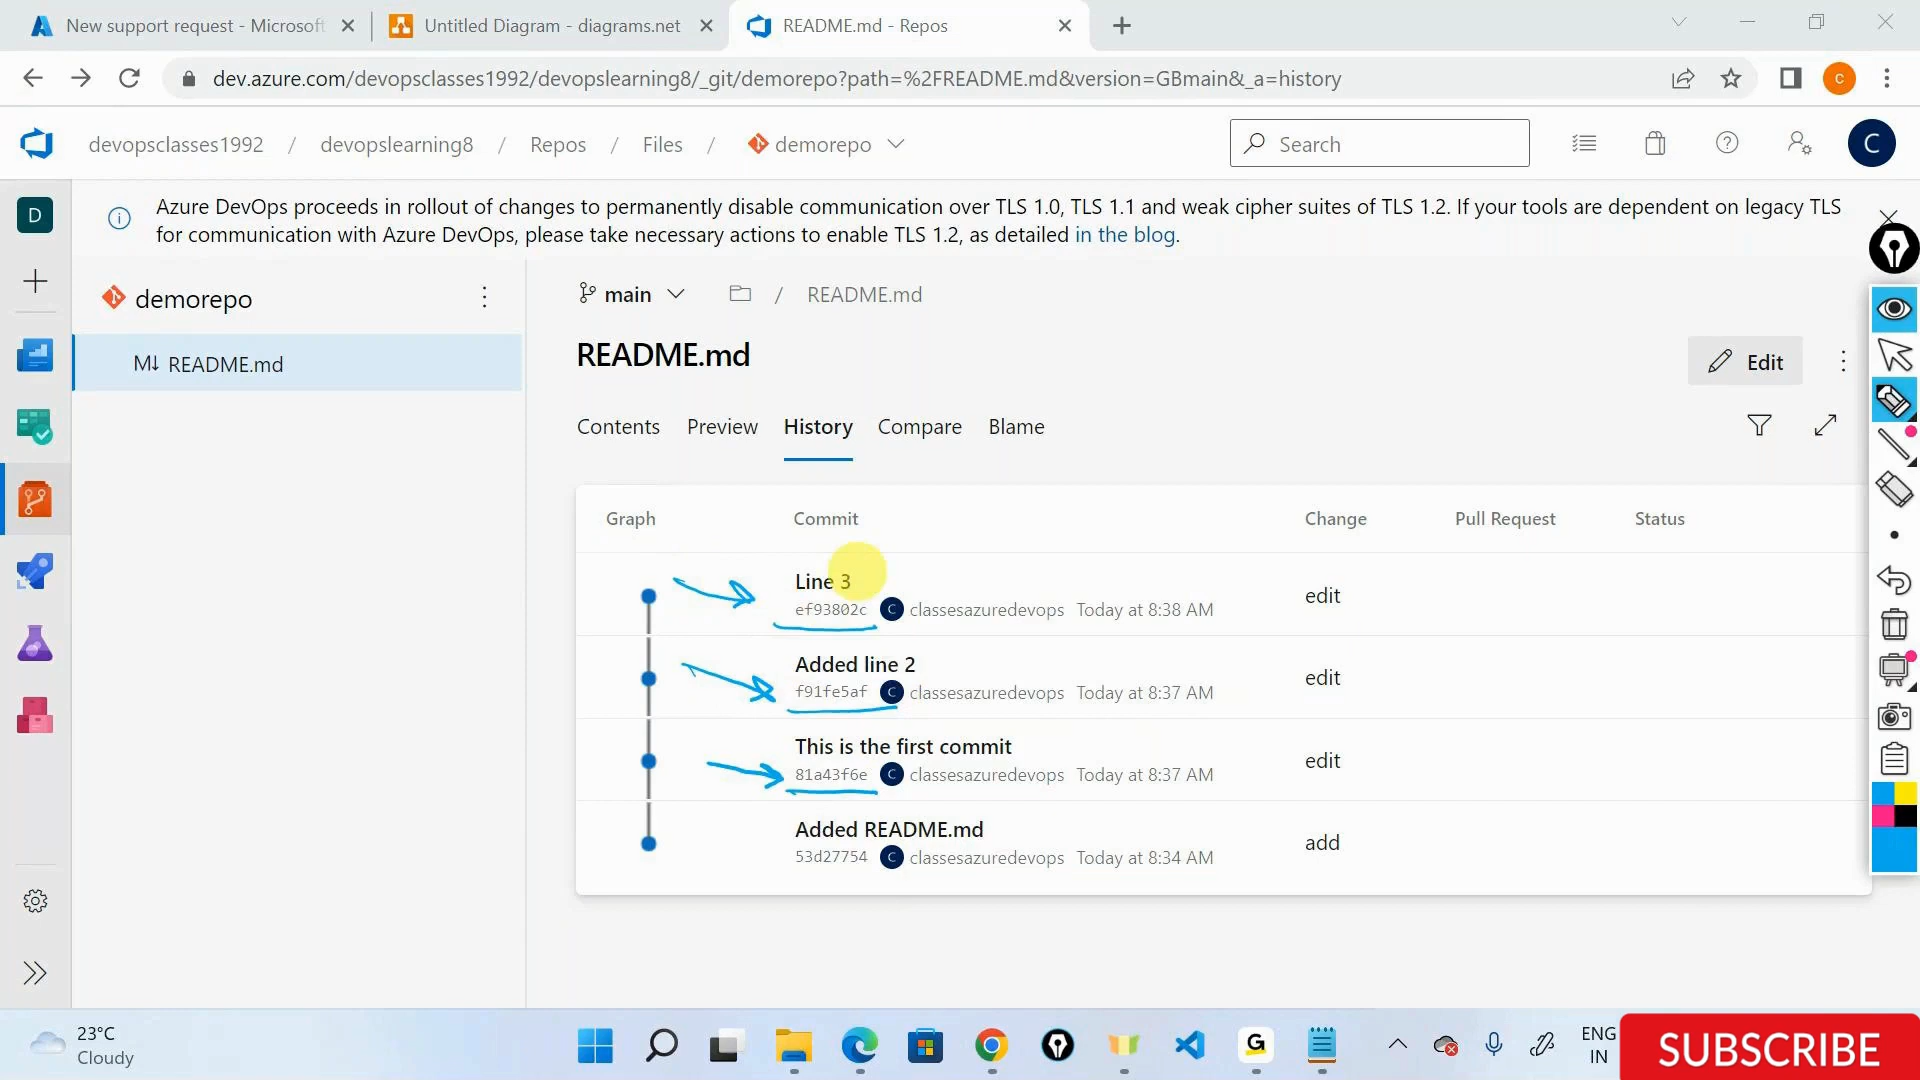 New support request - Microsoft
Untitled Diagram - diagrams.net
README.md - Repos
dev.azure.com/devopsclasses1992/devopslearning8/_git/demorepo?path=%2FREADME.md&version=GBmain&_a=history
C
devopsclasses1992 / devopslearning8 / Repos / Files / demorepo
Search
C
D
Azure DevOps proceeds in rollout of changes to permanently disable communication over TLS 1.0, TLS 1.1 and weak cipher suites of TLS 1.2. If your tools are dependent on legacy TLS
for communication with Azure DevOps, please take necessary actions to enable TLS 1.2, as detailed in the blog.
demorepo
M↓ README.md
main / README.md
README.md
Edit
Contents Preview History Compare Blame
Graph Commit Change Pull Request Status
Line 3
ef93802c C classesazuredevops Today at 8:38 AM
edit
Added line 2
f91fe5af C classesazuredevops Today at 8:37 AM
edit
This is the first commit
81a43f6e C classesazuredevops Today at 8:37 AM
edit
Added README.md
53d27754 C classesazuredevops Today at 8:34 AM
add
23°C
Cloudy
G
ENG
IN
SUBSCRIBE